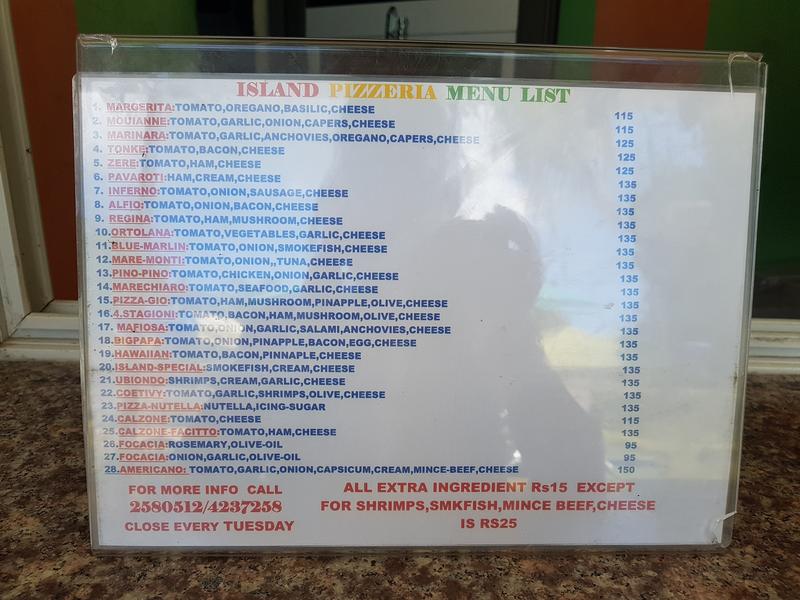 ISLAND PIZZERIA MENU LIST
1. MARGERITA:TOMATO,OREGANO,BASILIC,CHEESE 115
2. MOUIANNE:TOMATO,GARLIC,ONION,CAPERS,CHEESE 115
3. MARINARA:TOMATO,GARLIC,ANCHOVIES,OREGANO,CAPERS,CHEESE 125
4. TONKE:TOMATO,BACON,CHEESE 125
5. ZERE:TOMATO,HAM,CHEESE 125
6. PAVAROTI:HAM,CREAM,CHEESE 135
7. INFERNO:TOMATO,ONION,SAUSAGE,CHEESE 135
8. ALFIO:TOMATO,ONION,BACON,CHEESE 135
9. REGINA:TOMATO,HAM,MUSHROOM,CHEESE 135
10.ORTOLANA:TOMATO,VEGETABLES,GARLIC,CHEESE 135
11.BLUE-MARLIN:TOMATO,ONION,SMOKEFISH,CHEESE 135
12.MARE-MONTI:TOMATO,ONION,,TUNA,CHEESE 135
13.PINO-PINO:TOMATO,CHICKEN,ONION,GARLIC,CHEESE 135
14.MARECHIARO:TOMATO,SEAFOOD,GARLIC,CHEESE 135
15.PIZZA-GIO:TOMATO,HAM,MUSHROOM,PINAPPLE,OLIVE,CHEESE 135
16.4.STAGIONI:TOMATO,BACON,HAM,MUSHROOM,OLIVE,CHEESE 135
17. MAFIOSA:TOMATO,ONION,GARLIC,SALAMI,ANCHOVIES,CHEESE 135
18.BIGPAPA:TOMATO,ONION,PINAPPLE,BACON,EGG,CHEESE 135
19.HAWAIIAN:TOMATO,BACON,PINNAPLE,CHEESE 135
20.ISLAND-SPECIAL:SMOKEFISH,CREAM,CHEESE 135
21.UBIONDO:SHRIMPS,CREAM,GARLIC,CHEESE 135
22.COETIVY:TOMATO,GARLIC,SHRIMPS,OLIVE,CHEESE 135
23.PIZZA-NUTELLA:NUTELLA,ICING-SUGAR 135
24.CALZONE:TOMATO,CHEESE 115
25.CALZONE-FACITTO:TOMATO,HAM,CHEESE 135
26.FOCACIA:ROSEMARY,OLIVE-OIL 95
27.FOCACIA:ONION,GARLIC,OLIVE-OIL 95
28.AMERICANO: TOMATO,GARLIC,ONION,CAPSICUM,CREAM,MINCE-BEEF,CHEESE 150
FOR MORE INFO CALL
2580512/4237258
CLOSE EVERY TUESDAY
ALL EXTRA INGREDIENT Rs15 EXCEPT
FOR SHRIMPS,SMKFISH,MINCE BEEF,CHEESE
IS RS25